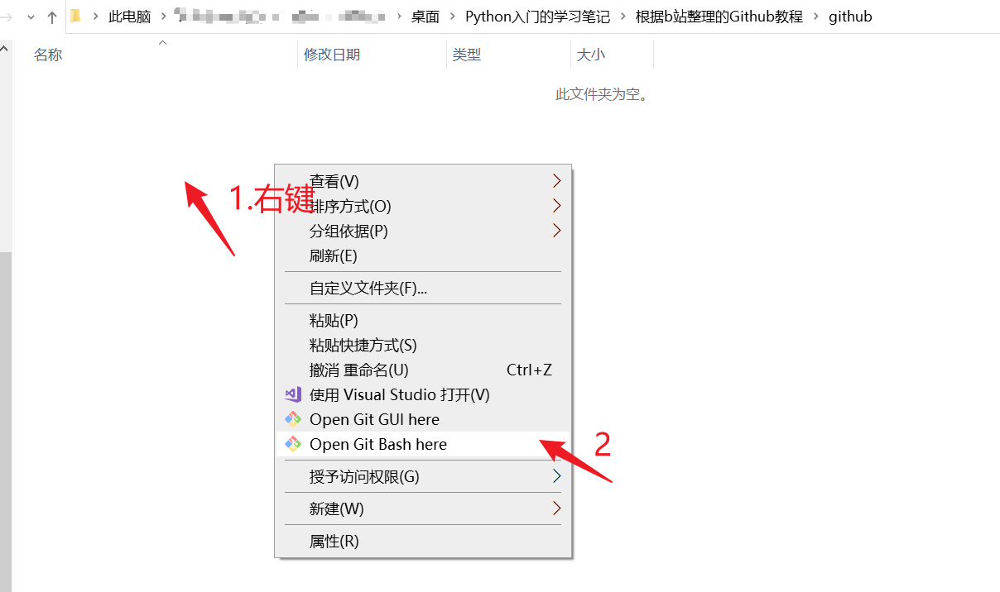 此电脑 桌面 Python入门的学习笔记 根据b站整理的Github教程 github
名称 修改日期 类型 大小
此文件夹为空。
1.右键
查看(V)
排序方式(O)
分组依据(P)
刷新(E)
自定义文件夹(F)...
粘贴(P)
粘贴快捷方式(S)
撤消 重命名(U) Ctrl+Z
使用 Visual Studio 打开(V)
Open Git GUI here
Open Git Bash here
2
授予访问权限(G)
新建(W)
属性(R)